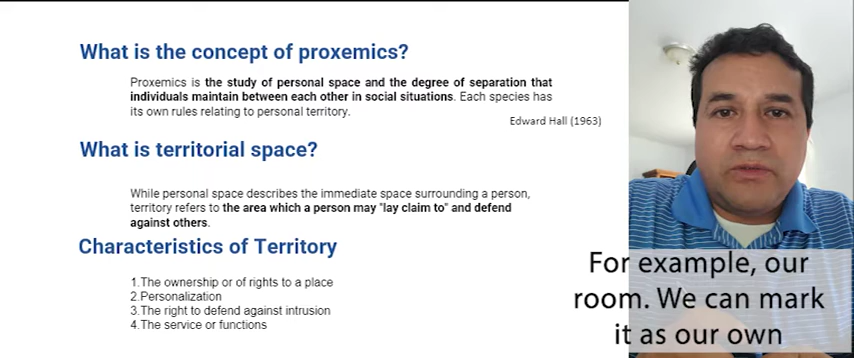 What is the concept of proxemics?
Proxemics is the study of personal space and the degree of separation that
individuals maintain between each other in social situations. Each species has
its own rules relating to personal territory.
Edward Hall (1963)
What is territorial space?
While personal space describes the immediate space surrounding a person,
territory refers to the area which a person may "lay claim to" and defend
against others.
Characteristics of Territory
1.The ownership or of rights to a place
2.Personalization
3.The right to defend against intrusion
4.The service or functions
For example, our
room. We can mark
it as our own